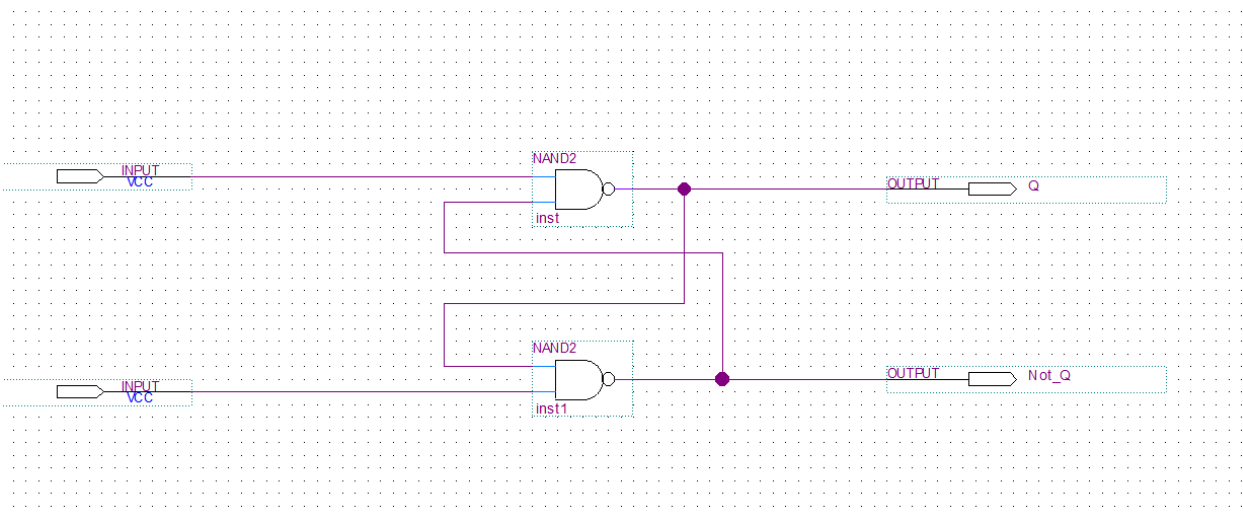 NAND2
INPUT
VCC
OUTPUT
Q
inst
NAND2
INPUT
VCC
OUTPUT
Not_Q
inst1